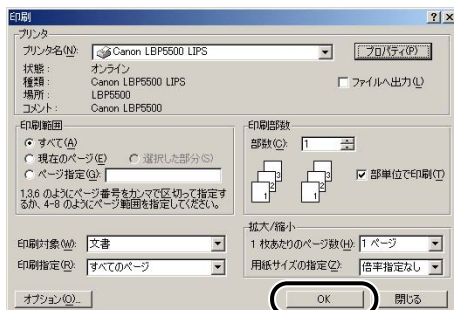 印刷
プリンタ
プリンタ名(N): Canon LBP5500 LIPS プロパティ(P)
状態: オンライン
種類: Canon LBP5500 LIPS ファイルへ出力(L)
場所: LBP5500
コメント: Canon LBP5500
印刷範囲
すべて(A)
現在のページ(E) 選択した部分(S)
ページ指定(G):
1,3,6 のようにページ番号をカンマで区切って指定す
るか、4-8 のようにページ範囲を指定してください。
印刷部数
部数(C): 1
部単位で印刷(T)
1 2 3
1 2 3
印刷対象(W): 文書
印刷指定(R): すべてのページ
拡大/縮小
1 枚あたりのページ数(H): 1 ページ
用紙サイズの指定(Z): 倍率指定なし
オプション(O)... OK 閉じる